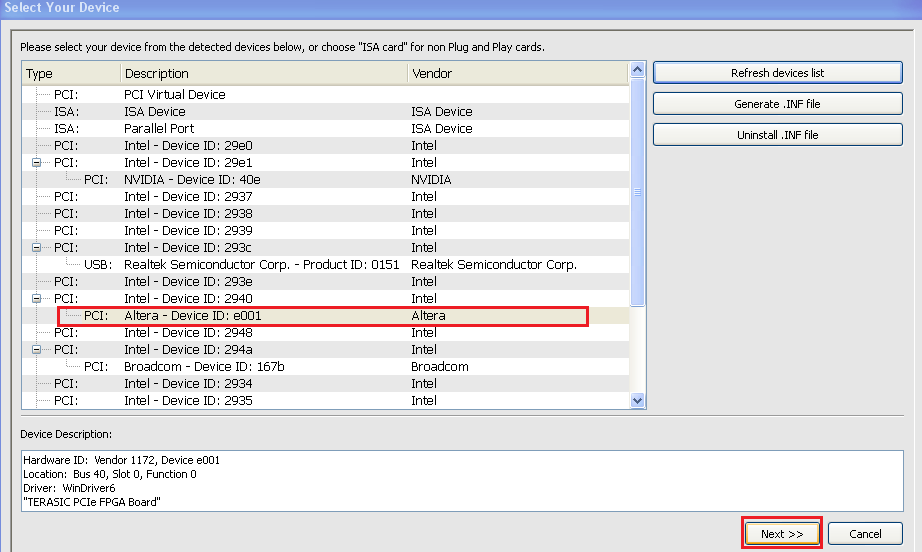 Select Your Device
Please select your device from the detected devices below, or choose "ISA card" for non Plug and Play cards.
Type Description Vendor
PCI: PCI Virtual Device
ISA: ISA Device ISA Device
ISA: Parallel Port ISA Device
PCI: Intel - Device ID: 29e0 Intel
PCI: Intel - Device ID: 29e1 Intel
PCI: NVIDIA - Device ID: 40e NVIDIA
PCI: Intel - Device ID: 2937 Intel
PCI: Intel - Device ID: 2938 Intel
PCI: Intel - Device ID: 2939 Intel
PCI: Intel - Device ID: 293c Intel
USB: Realtek Semiconductor Corp. - Product ID: 0151 Realtek Semiconductor Corp.
PCI: Intel - Device ID: 293e Intel
PCI: Intel - Device ID: 2940 Intel
PCI: Altera - Device ID: e001 Altera
PCI: Intel - Device ID: 2948 Intel
PCI: Intel - Device ID: 294a Intel
PCI: Broadcom - Device ID: 167b Broadcom
PCI: Intel - Device ID: 2934 Intel
PCI: Intel - Device ID: 2935 Intel
Refresh devices list
Generate .INF file
Uninstall .INF file
Device Description:
Hardware ID: Vendor 1172, Device e001
Location: Bus 40, Slot 0, Function 0
Driver: WinDriver6
"TERASIC PCIe FPGA Board"
Next >> Cancel